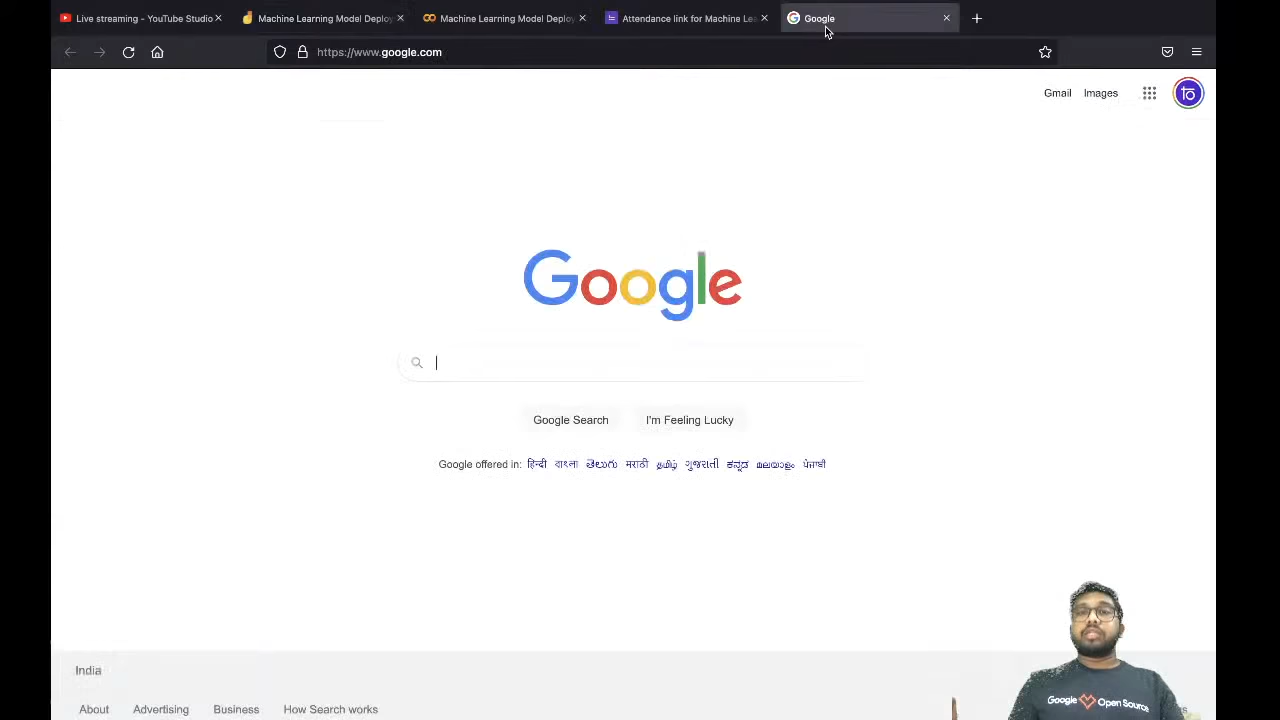 Live streaming - YouTube Studio
Machine Learning Model Deploy
Machine Learning Model Deploy
Attendance link for Machine Le
Google
https://www.google.com
Gmail Images
Google
Google Search I'm Feeling Lucky
Google offered in: हिन्दी বাংলা తెలుగు मराठी தமிழ் ગુજરાતી ಕನ್ನಡ മലയാളം ਪੰਜਾਬੀ
India
About Advertising Business How Search works
Google Open Source